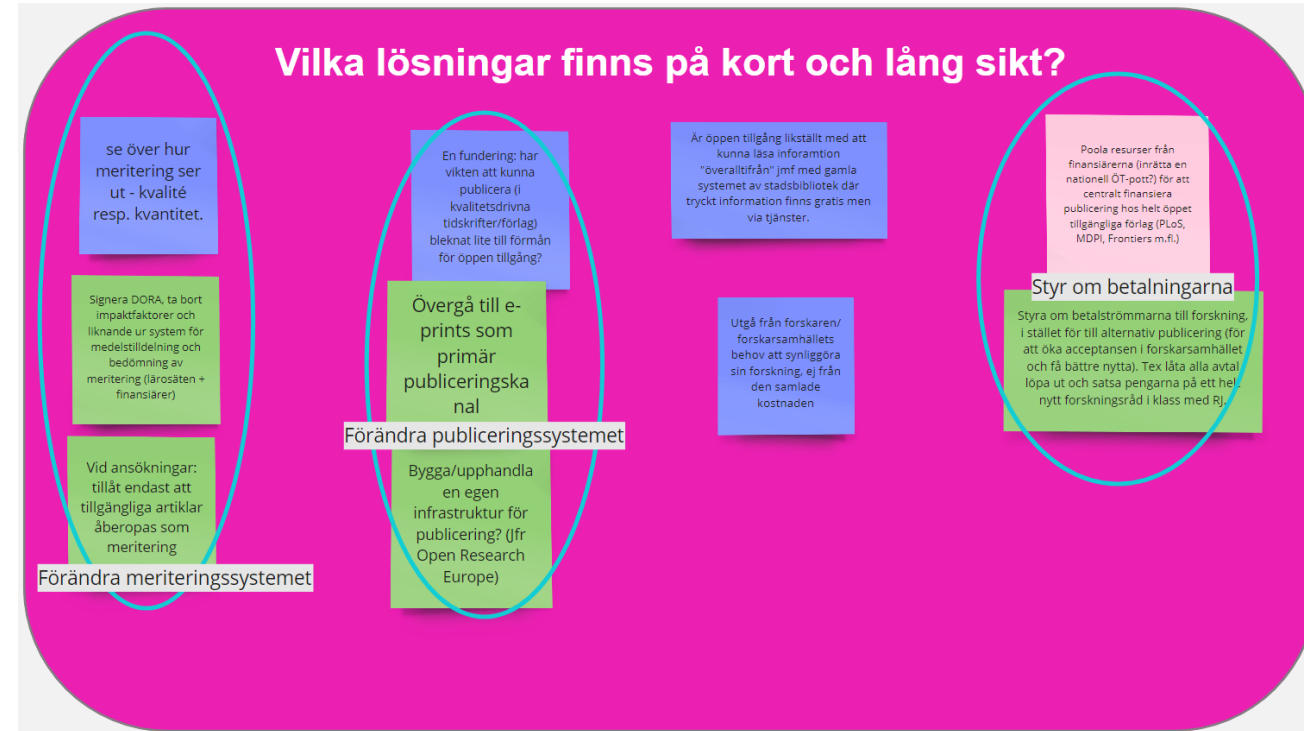 Vilka lösningar finns på kort och lång sikt?
se över hur
meritering ser
ut - kvalité
resp. kvantitet.
Signera DORA, ta bort
impaktfaktorer och
liknande ur system för
medelstilldelning och
bedömning av
meritering (lärosäten +
finansiärer)
Vid ansökningar:
tillåt endast att
tillgängliga artiklar
åberopas som
meritering
Förändra meriteringssystemet
En fundering: har
vikten att kunna
publicera (i
kvalitetsdrivna
tidskrifter/förlag)
bleknat lite till förmån
för öppen tillgång?
Övergå till e-
prints som
primär
publiceringska
nal
Förändra publiceringssystemet
Bygga/upphandla
en egen
infrastruktur för
publicering? (Jfr
Open Research
Europe)
Är öppen tillgång likställt med att
kunna läsa inforamtion
"överalltifrån" jmf med gamla
systemet av stadsbibliotek där
tryckt information finns gratis men
via tjänster.
Utgå från forskaren/
forskarsamhällets
behov att synliggöra
sin forskning, ej från
den samlade
kostnaden
Poola resurser från
finansiärerna (inrätta en
nationell ÖT-pott?) för att
centralt finansiera
publicering hos helt öppet
tillgängliga förlag (PLoS,
MDPI, Frontiers m.fl.)
Styr om betalningarna
Styra om betalströmmarna till forskning,
i stället för till alternativ publicering (för
att öka acceptansen i forskarsamhället
och få bättre nytta). Tex låta alla avtal
löpa ut och satsa pengarna på ett helt
nytt forskningsråd i klass med RJ.